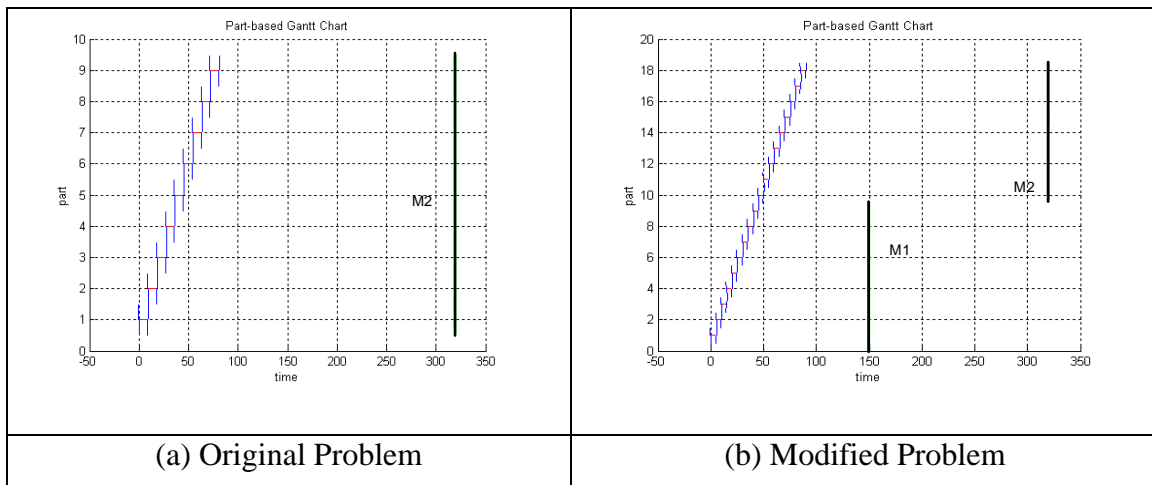 Part-based Gantt Chart
10
9
8
7
6
5
4
3
2
1
0
part
M2
-50 0 50 100 150 200 250 300 350
time
(a) Original Problem
Part-based Gantt Chart
20
18
16
14
12
10
8
6
4
2
0
part
M2
M1
-50 0 50 100 150 200 250 300 350
time
(b) Modified Problem